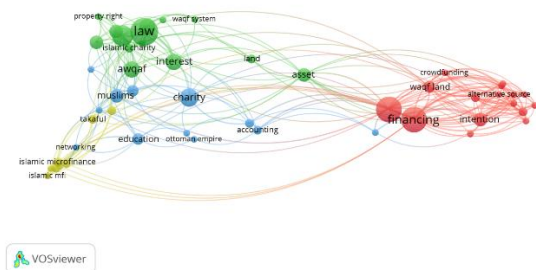 property right
waqf system
law
islamic charity
interest
land
awqaf
asset
crowdfunding
waqf land
alternative source
muslims
charity
takaful
financing
intention
accounting
networking
education
ottoman empire
islamic microfinance
islamic mfi
VOSviewer